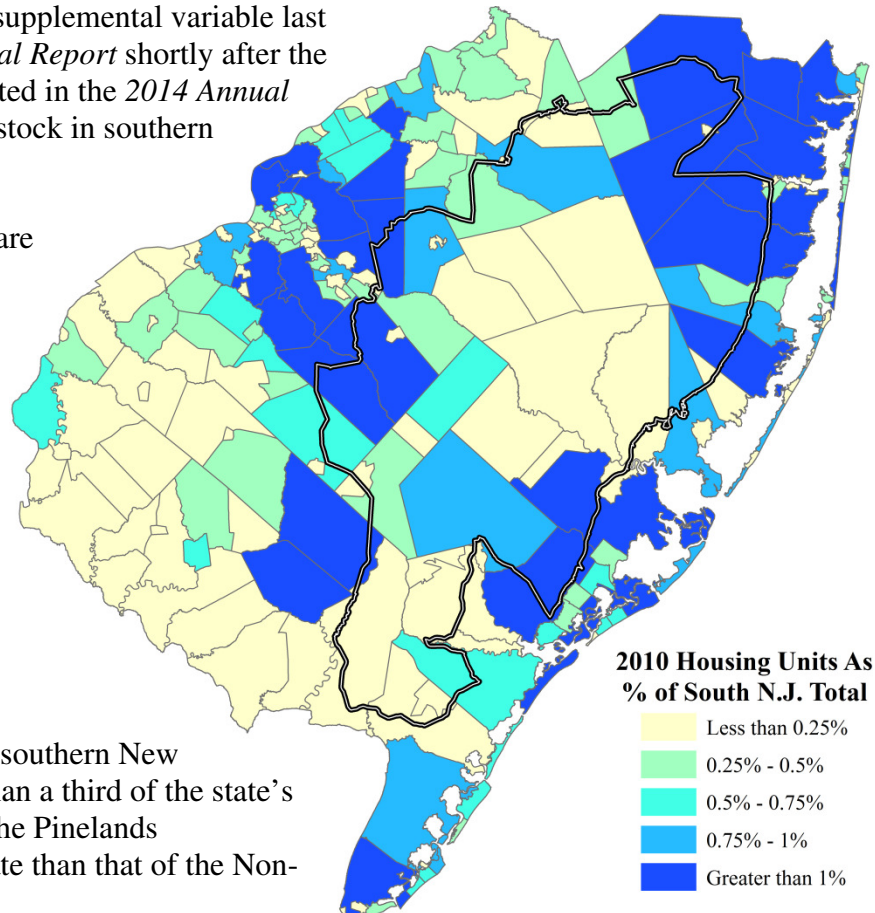 supplemental variable last
al Report shortly after the
ted in the 2014 Annual
stock in southern
are
2010 Housing Units As
% of South N.J. Total
Less than 0.25%
0.25% - 0.5%
0.5% - 0.75%
0.75% - 1%
Greater than 1%
southern New
an a third of the state's
he Pinelands
te than that of the Non-